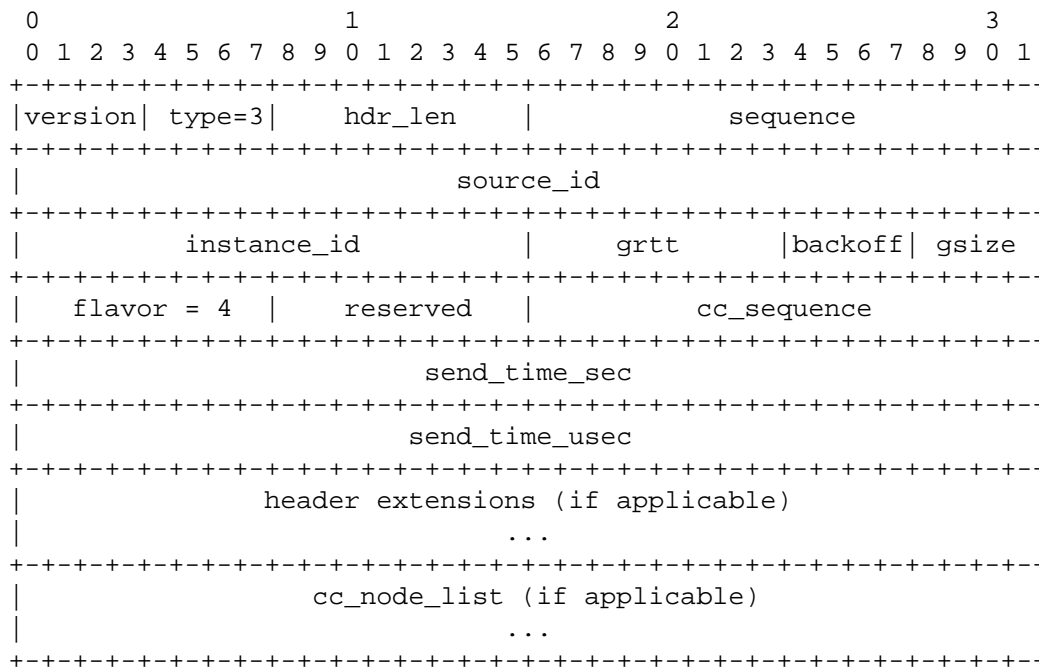 0                   1                   2                   3
0 1 2 3 4 5 6 7 8 9 0 1 2 3 4 5 6 7 8 9 0 1 2 3 4 5 6 7 8 9 0 1
+-+-+-+-+-+-+-+-+-+-+-+-+-+-+-+-+-+-+-+-+-+-+-+-+-+-+-+-+-+-+-+--
|version| type=3|    hdr_len    |            sequence
+-+-+-+-+-+-+-+-+-+-+-+-+-+-+-+-+-+-+-+-+-+-+-+-+-+-+-+-+-+-+-+--
|                           source_id
+-+-+-+-+-+-+-+-+-+-+-+-+-+-+-+-+-+-+-+-+-+-+-+-+-+-+-+-+-+-+-+--
|          instance_id          |      grtt     |backoff| gsize
+-+-+-+-+-+-+-+-+-+-+-+-+-+-+-+-+-+-+-+-+-+-+-+-+-+-+-+-+-+-+-+--
|   flavor = 4  |    reserved   |          cc_sequence
+-+-+-+-+-+-+-+-+-+-+-+-+-+-+-+-+-+-+-+-+-+-+-+-+-+-+-+-+-+-+-+--
|                         send_time_sec
+-+-+-+-+-+-+-+-+-+-+-+-+-+-+-+-+-+-+-+-+-+-+-+-+-+-+-+-+-+-+-+--
|                        send_time_usec
+-+-+-+-+-+-+-+-+-+-+-+-+-+-+-+-+-+-+-+-+-+-+-+-+-+-+-+-+-+-+-+--
|               header extensions (if applicable)
|                              ...
+-+-+-+-+-+-+-+-+-+-+-+-+-+-+-+-+-+-+-+-+-+-+-+-+-+-+-+-+-+-+-+--
|                  cc_node_list (if applicable)
|                              ...
+-+-+-+-+-+-+-+-+-+-+-+-+-+-+-+-+-+-+-+-+-+-+-+-+-+-+-+-+-+-+-+--